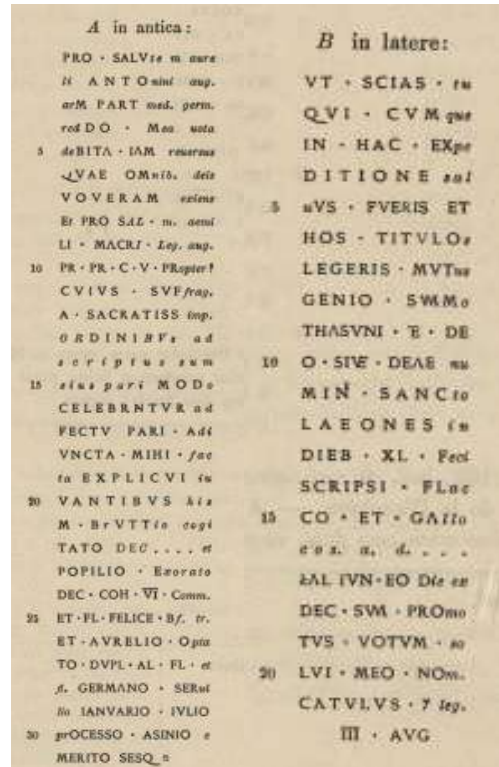 A in antica:
PRO · SALVte m aure
li ANTOnini aug.
arM PART med. germ.
redDO · Mea uota
5 deBITA · IAM reuersus
QVAE OMnib. deis
VOVERAM exiens
Et PRO SAL · m. aemi
LI · MACRI · Leg. aug.
10 PR · PR · C · V · PRopter?
CVIVS · SVFfrag.
A · SACRATISS imp.
ORDINIBVs ad
scriptus sum
15 eius pari MODo
CELEBRNTVR ad
FECTV PARI · Adi
VNCTA · MIHI · fac
ta EXPLICVI iu
20 VANTIBVS his
M · BrVTTio cogi
TATO DEC .... et
POPILIO · Exorato
DEC · COH · VI · Comm.
25 ET · FL · FELICE · Bf. tr.
ET · AVRELIO · Opta
TO · DVPL · AL · FL · et
fl. GERMANO · SERui
lio IANVARIO · IVLIO
30 prOCESSO · ASINIO e
MERITO SESQ
B in latere:
VT · SCIAS · tu
QVI · CVMque
IN · HAC · EXpe
DITIONE sal
5 uVS · FVERIS ET
HOS · TITVLOs
LEGERIS · MVTus
GENIO · SVMMo
THASVNI · E · DE
10 O · SIVE · DEAE nu
MIN · SANCto
LAEONES in
DIEB · XL · Feci
SCRIPSI · FLac
15 CO · ET · GAllo
cos. a. d. ....
kAL IVN · EO Die ex
DEC · SVM · PROmo
TVS · VOTVM · so
20 LVI · MEO · NOm.
CATVLVS · 7 leg.
III · AVG